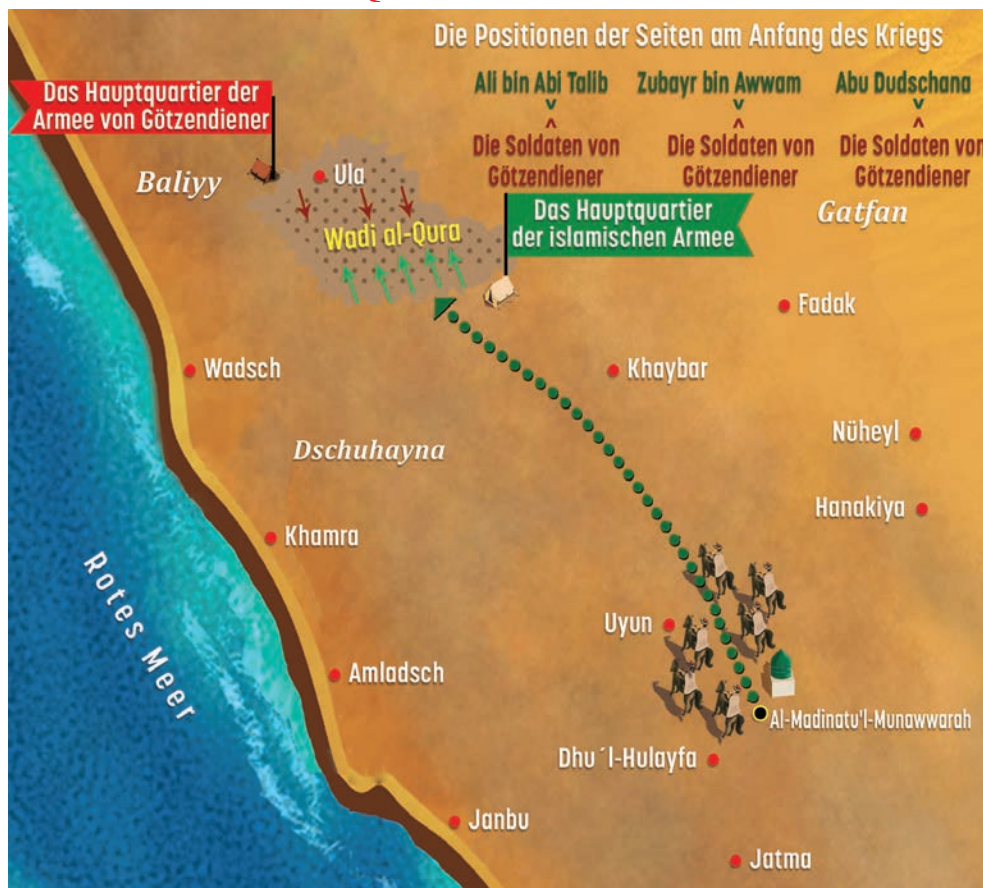 Die Positionen der Seiten am Anfang des Kriegs
Das Hauptquartier der
Armee von Götzendiener
Ali bin Abi Talib
Die Soldaten von
Götzendiener
Zubayr bin Awwam
Die Soldaten von
Götzendiener
Abu Dudschana
Die Soldaten von
Götzendiener
Baliyy
Ula
Wadi al-Qura
Das Hauptquartier
der islamischen Armee
Gatfan
Fadak
Wadsch
Khaybar
Nüheyl
Dschuhayna
Hanakiya
Khamra
Rotes Meer
Uyun
Amladsch
Al-Madinatu'l-Munawwarah
Dhu ´l-Hulayfa
Janbu
Jatma